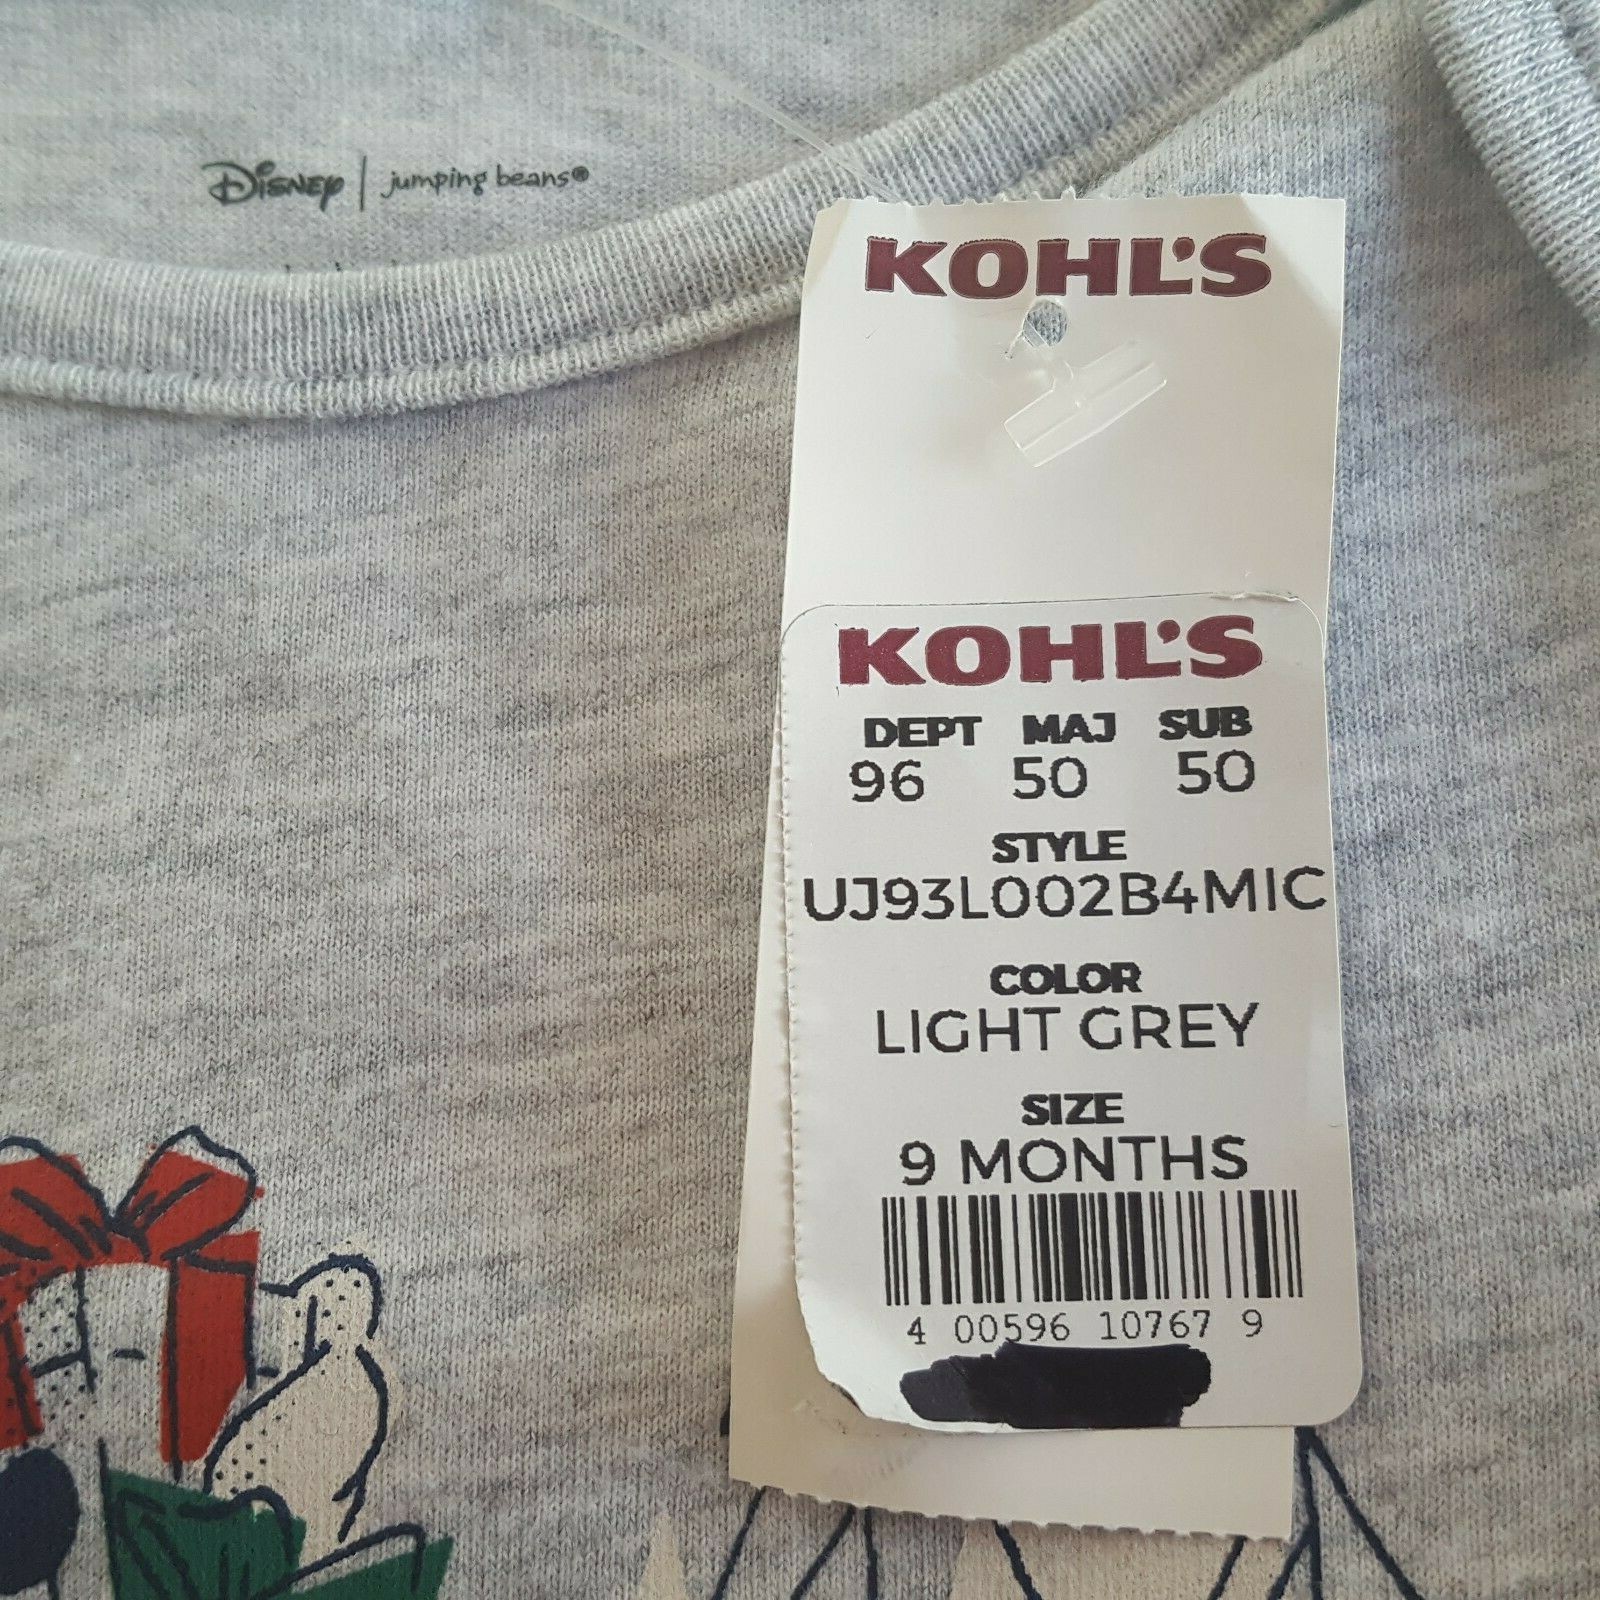 Disney | jumping beans®
KOHL'S
KOHL'S
DEPT MAJ SUB
96 50 50
STYLE
UJ93L002B4MIC
COLOR
LIGHT GREY
SIZE
9 MONTHS
4 00596 10767 9